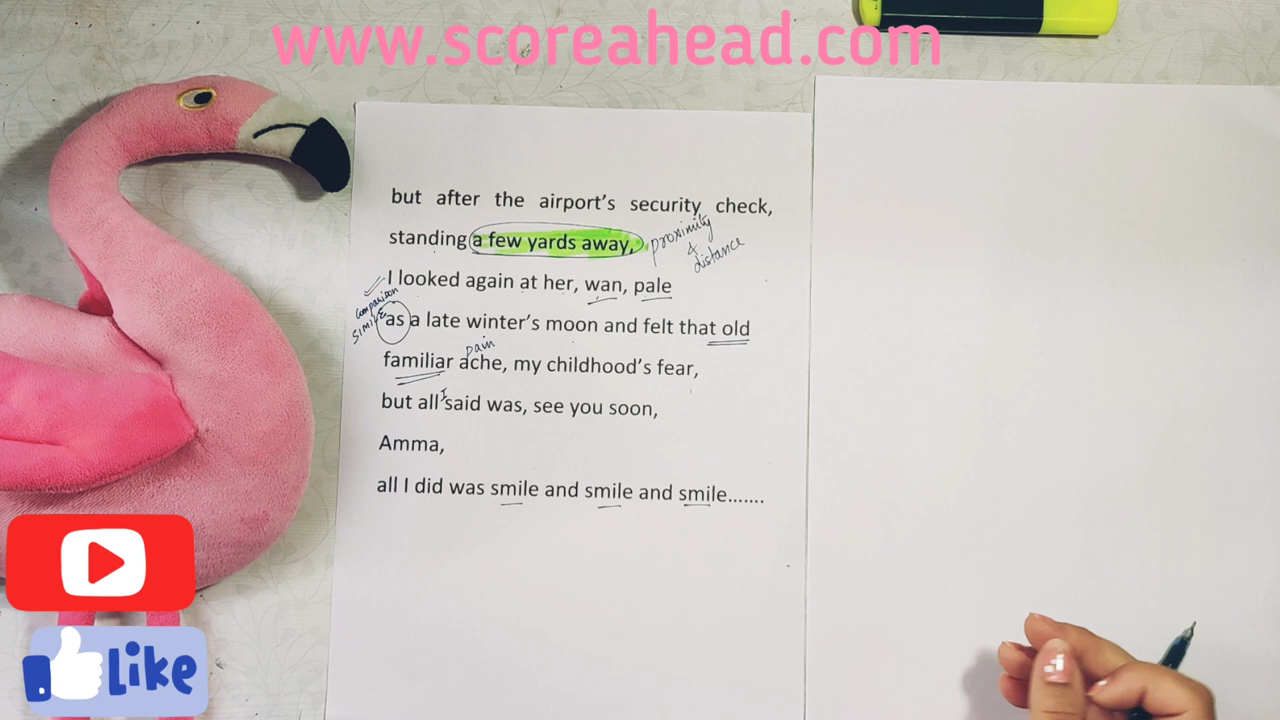 www.scoreahead.com
but after the airport's security check,
standing a few yards away,
proximity
&
distance
I looked again at her, wan, pale
comparison
simile
as a late winter's moon and felt that old
pain
familiar ache, my childhood's fear,
I
but all said was, see you soon,
Amma,
all I did was smile and smile and smile.......
Like